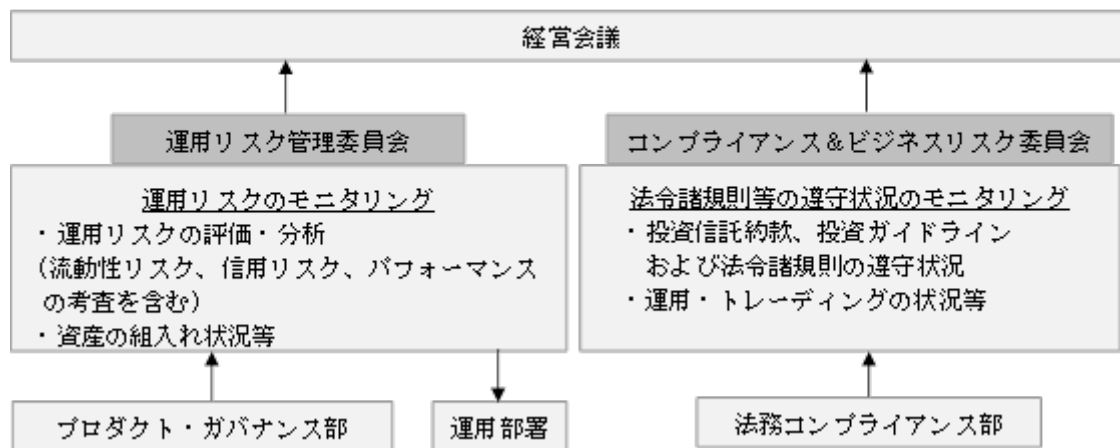 経営会議
運用リスク管理委員会
運用リスクのモニタリング
・運用リスクの評価・分析
(流動性リスク、信用リスク、パフォーマンス
の考査を含む)
・資産の組入れ状況等
プロダクト・ガバナンス部
運用部署
コンプライアンス&ビジネスリスク委員会
法令諸規則等の遵守状況のモニタリング
・投資信託約款、投資ガイドライン
および法令諸規則の遵守状況
・運用・トレーディングの状況等
法務コンプライアンス部